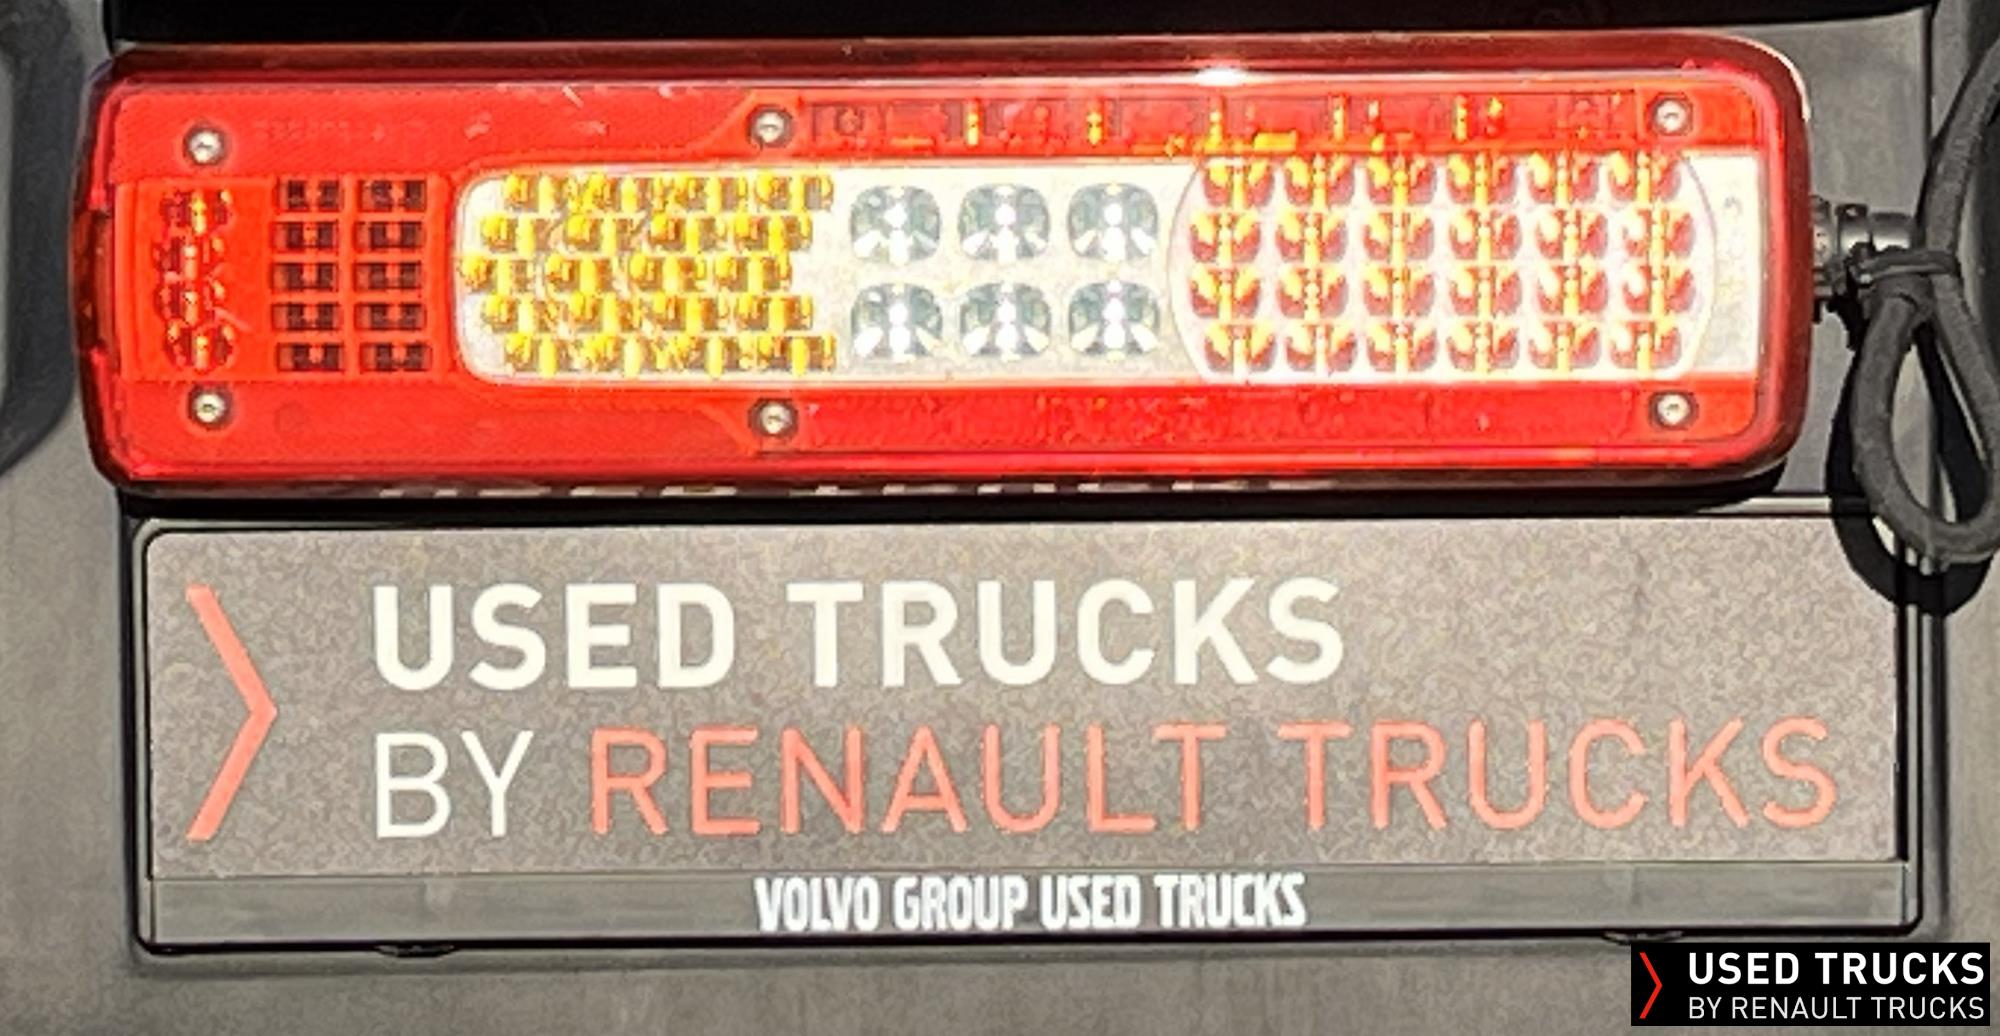 USED TRUCKS
BY RENAULT TRUCKS
VOLVO GROUP USED TRUCKS
USED TRUCKS
BY RENAULT TRUCKS